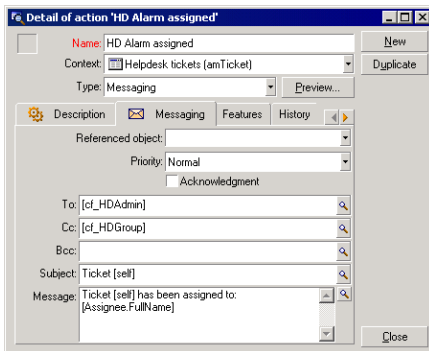 Detail of action 'HD Alarm assigned'
Name: HD Alarm assigned
New
Context: Helpdesk tickets (amTicket)
Duplicate
Type: Messaging
Preview...
Description
Messaging
Features
History
Referenced object:
Priority: Normal
Acknowledgment
To: [cf_HDAdmin]
Cc: [cf_HDGroup]
Bcc:
Subject: Ticket [self]
Message: Ticket [self] has been assigned to:
[Assignee.FullName]
Close